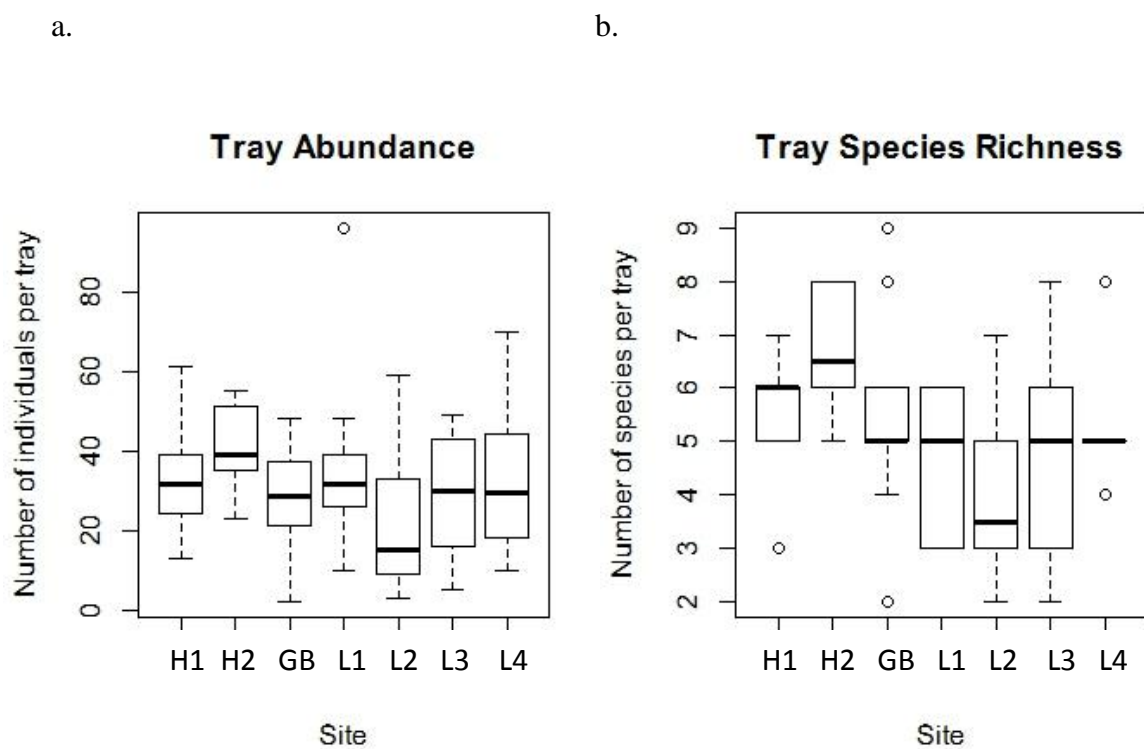 a.
b.
Tray Abundance
Number of individuals per tray
80
60
40
20
0
H1 H2 GB L1 L2 L3 L4
Site
Tray Species Richness
Number of species per tray
9
8
7
6
5
4
3
2
H1 H2 GB L1 L2 L3 L4
Site